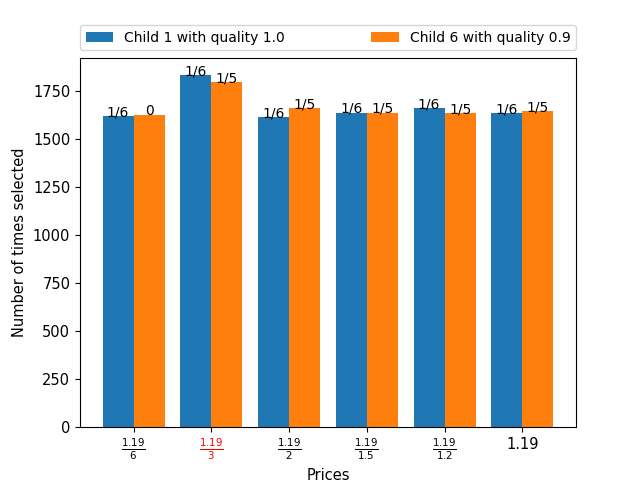 Child 1 with quality 1.0 Child 6 with quality 0.9
1/6 0 1/6 1/5 1/6 1/5 1/6 1/5 1/6 1/5 1/6 1/5
1750
1500
1250
1000
750
500
250
0
Number of times selected
1.19/6 1.19/3 1.19/2 1.19/1.5 1.19/1.2 1.19
Prices